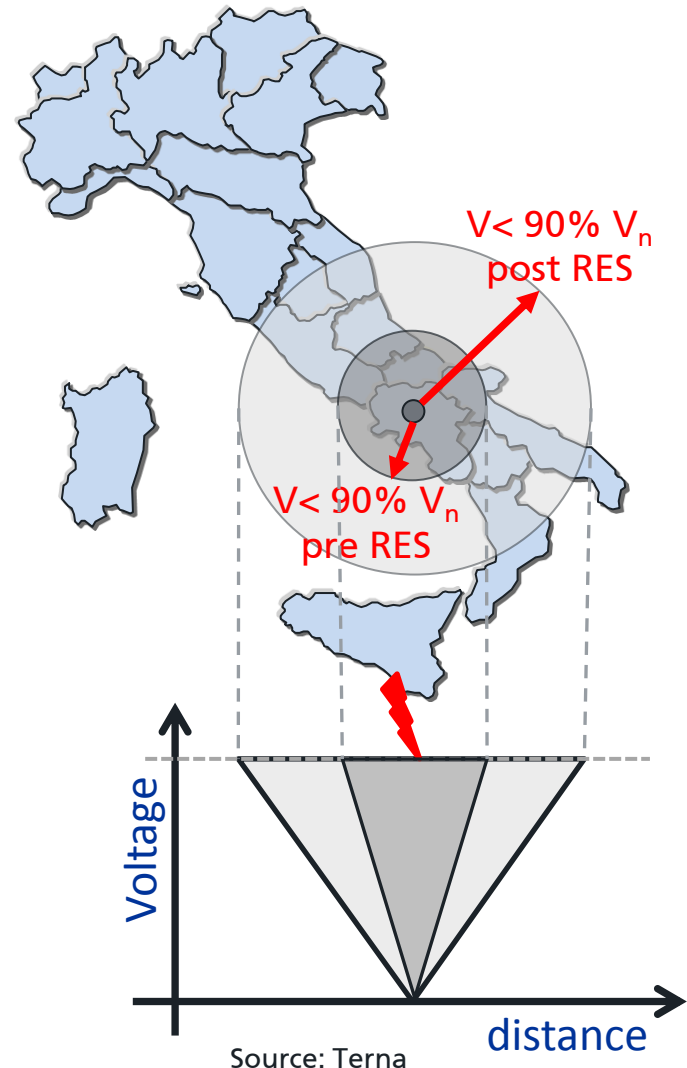 V< 90% Vₙ
post RES
V< 90% Vₙ
pre RES
Voltage
distance
Source: Terna